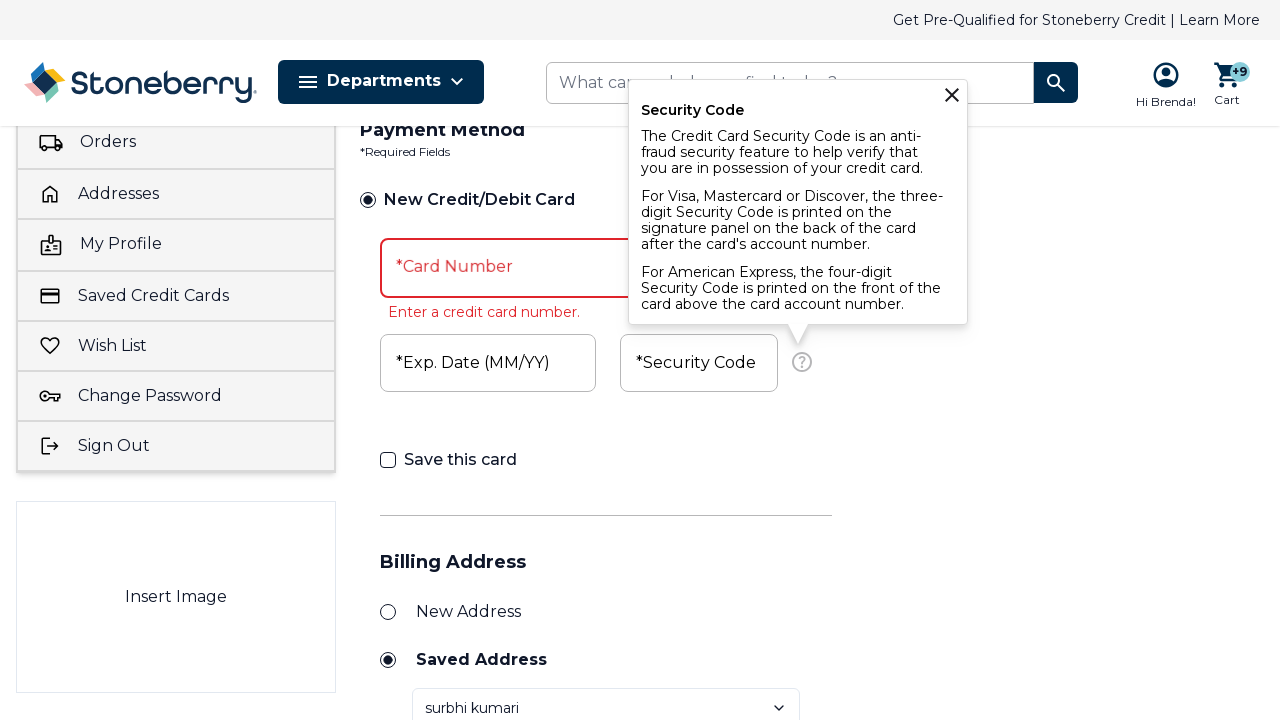 Get Pre-Qualified for Stoneberry Credit | Learn More
Stoneberry
Departments
Hi Brenda!
+9
Cart
Orders
Addresses
My Profile
Saved Credit Cards
Wish List
Change Password
Sign Out
Insert Image
Payment Method
*Required Fields
New Credit/Debit Card
*Card Number
Enter a credit card number.
*Exp. Date (MM/YY)
*Security Code
Security Code
The Credit Card Security Code is an anti-
fraud security feature to help verify that
you are in possession of your credit card.
For Visa, Mastercard or Discover, the three-
digit Security Code is printed on the
signature panel on the back of the card
after the card's account number.
For American Express, the four-digit
Security Code is printed on the front of the
card above the card account number.
Save this card
Billing Address
New Address
Saved Address
surbhi kumari